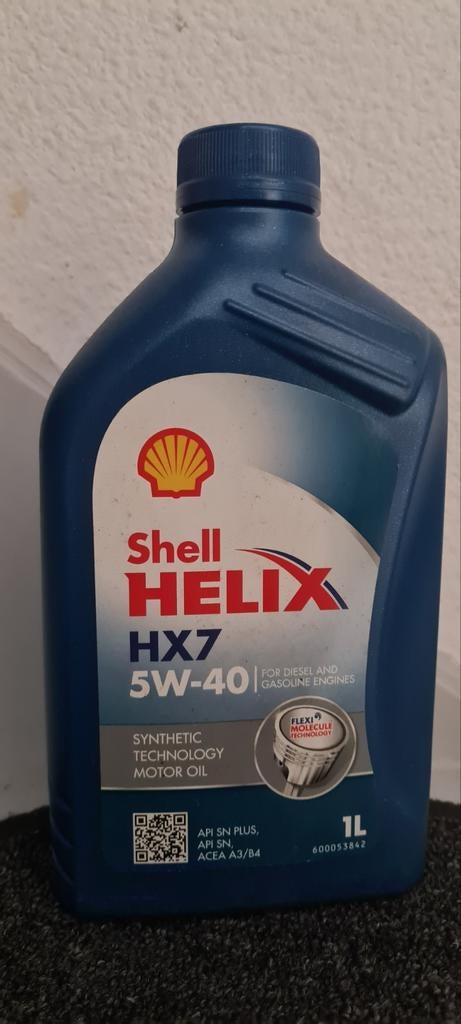 Shell
HELIX
HX7
5W-40
FOR DIESEL AND
GASOLINE ENGINES
SYNTHETIC
TECHNOLOGY
MOTOR OIL
FLEXI
MOLECULE
TECHNOLOGY
API SN PLUS,
API SN,
ACEA A3/B4
1L
600053842